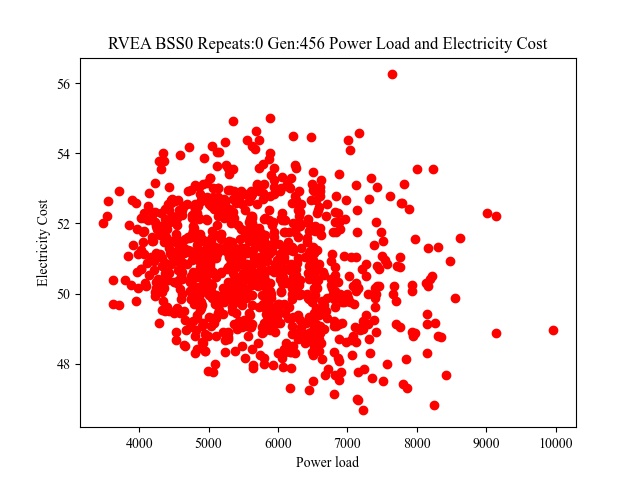 RVEA BSS0 Repeats:0 Gen:456 Power Load and Electricity Cost
56
54
52
50
48
Electricity Cost
4000 5000 6000 7000 8000 9000 10000
Power load